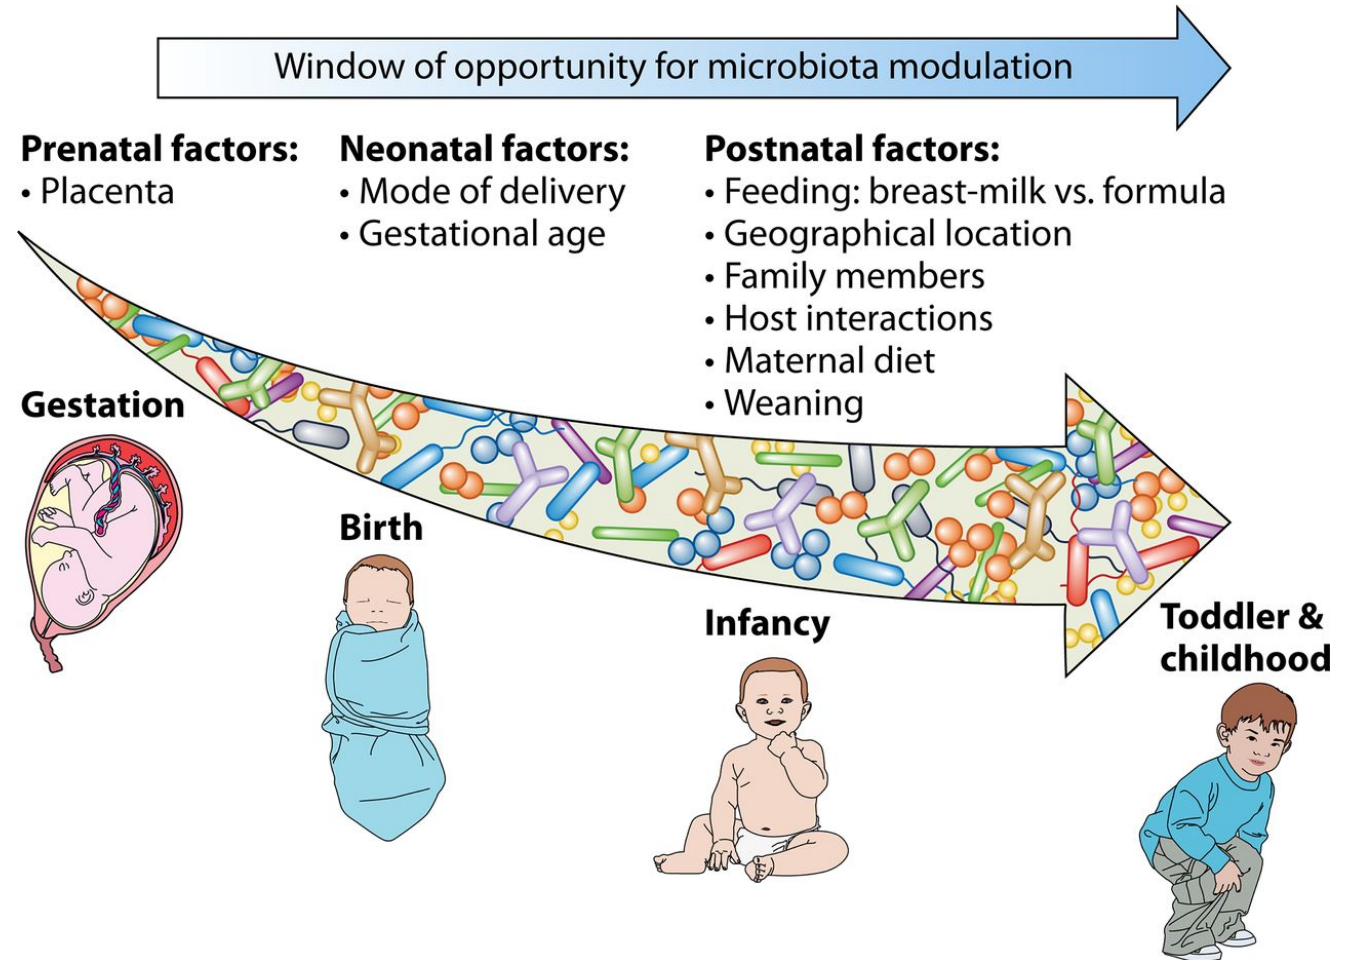 Window of opportunity for microbiota modulation
Prenatal factors:
• Placenta
Neonatal factors:
• Mode of delivery
• Gestational age
Postnatal factors:
• Feeding: breast-milk vs. formula
• Geographical location
• Family members
• Host interactions
• Maternal diet
• Weaning
Gestation
Birth
Infancy
Toddler &
childhood